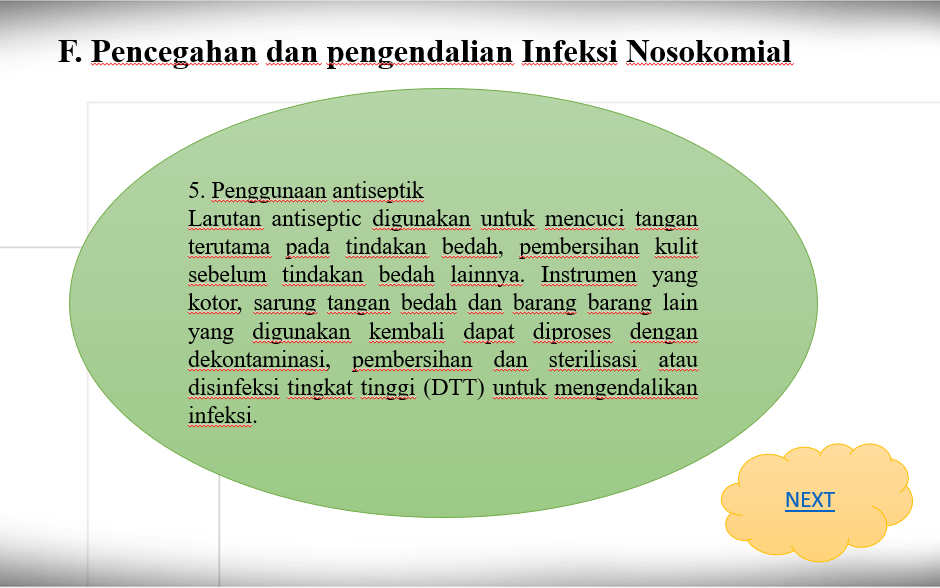 F. Pencegahan dan pengendalian Infeksi Nosokomial
5. Penggunaan antiseptik
Larutan antiseptic digunakan untuk mencuci tangan
terutama pada tindakan bedah, pembersihan kulit
sebelum tindakan bedah lainnya. Instrumen yang
kotor, sarung tangan bedah dan barang barang lain
yang digunakan kembali dapat diproses dengan
dekontaminasi, pembersihan dan sterilisasi atau
disinfeksi tingkat tinggi (DTT) untuk mengendalikan
infeksi.
NEXT